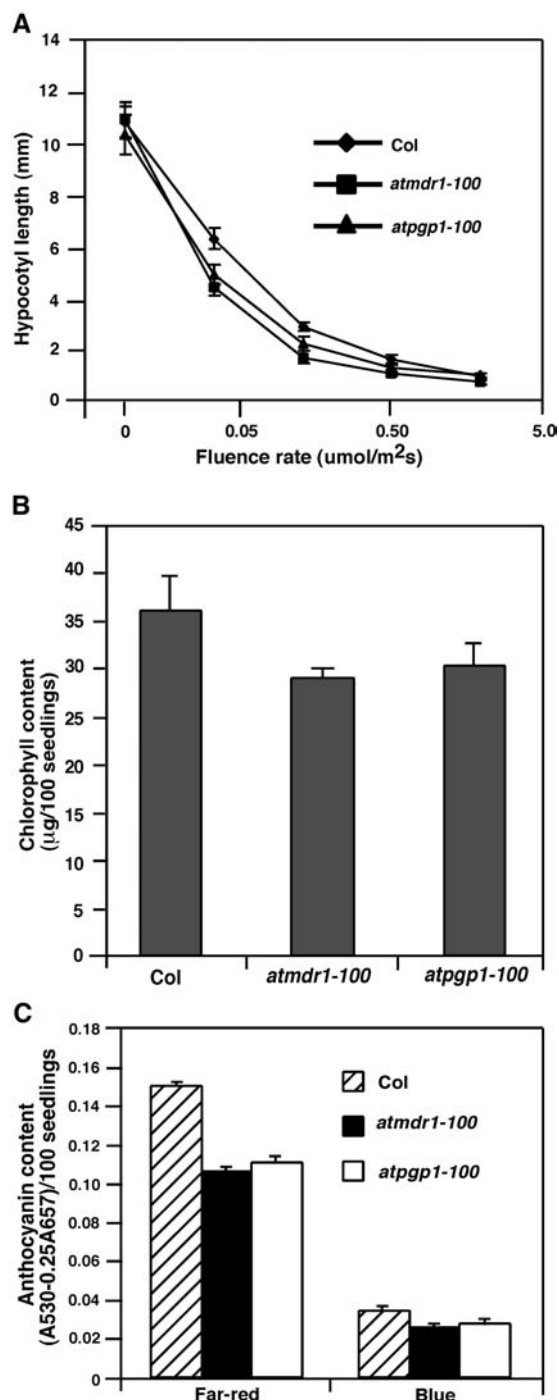 A
14
12
10
8
6
4
2
0
Hypocotyl length (mm)
Col
atmdr1-100
atpgp1-100
0 0.05 0.50 5.00
Fluence rate (umol/m2s)
B
45
40
35
30
25
20
15
10
5
0
Chlorophyll content
(μg/100 seedlings)
Col atmdr1-100 atpgp1-100
C
0.18
0.16
0.14
0.12
0.10
0.08
0.06
0.04
0.02
0
Anthocyanin content
(A530-0.25A657)/100 seedlings
Col
atmdr1-100
atpgp1-100
Far-red Blue